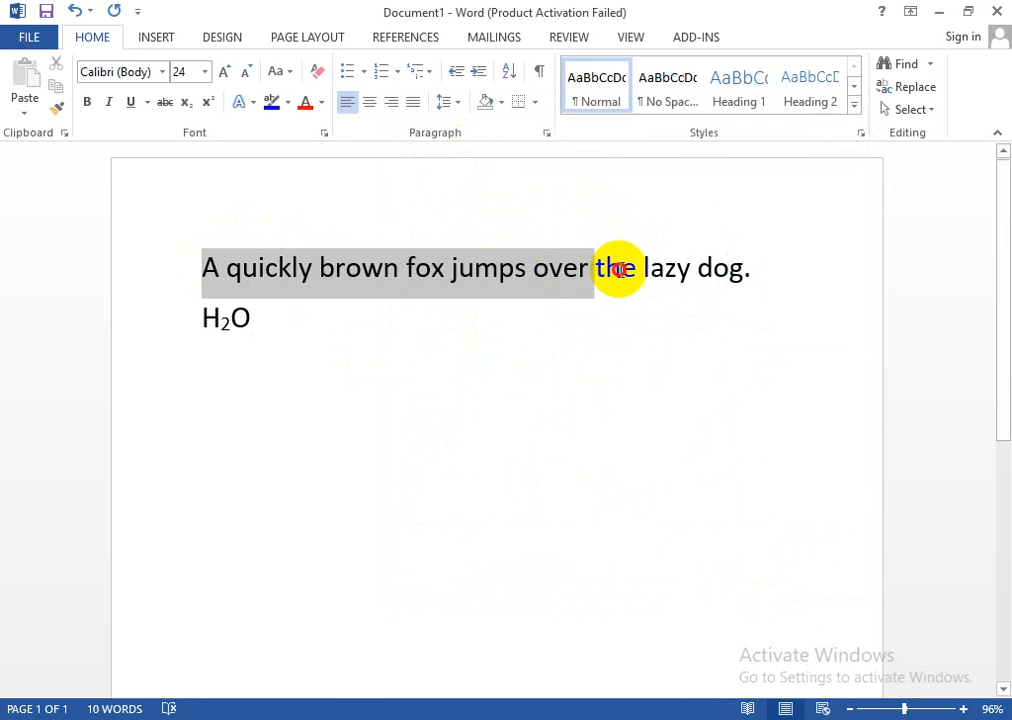 Document1 - Word (Product Activation Failed)
?
FILE HOME INSERT DESIGN PAGE LAYOUT REFERENCES MAILINGS REVIEW VIEW ADD-INS Sign in
Paste
Calibri (Body) 24 Aa
AaBbCcDc AaBbCcDc AaBbCc AaBbCcD
¶ Normal ¶ No Spac... Heading 1 Heading 2
Find
Replace
Select
B I U abc X₂ X² A A
Clipboard Font Paragraph Styles Editing
A quickly brown fox jumps over the lazy dog.
H₂O
Activate Windows
Go to Settings to activate Windows.
PAGE 1 OF 1 10 WORDS 96%